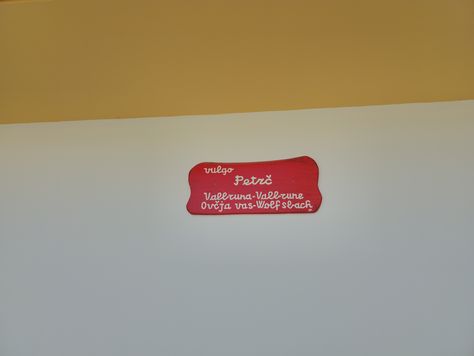 vulgo
Petrč
Valbruna-Valbrune
Ovčja vas-Wolfsbach